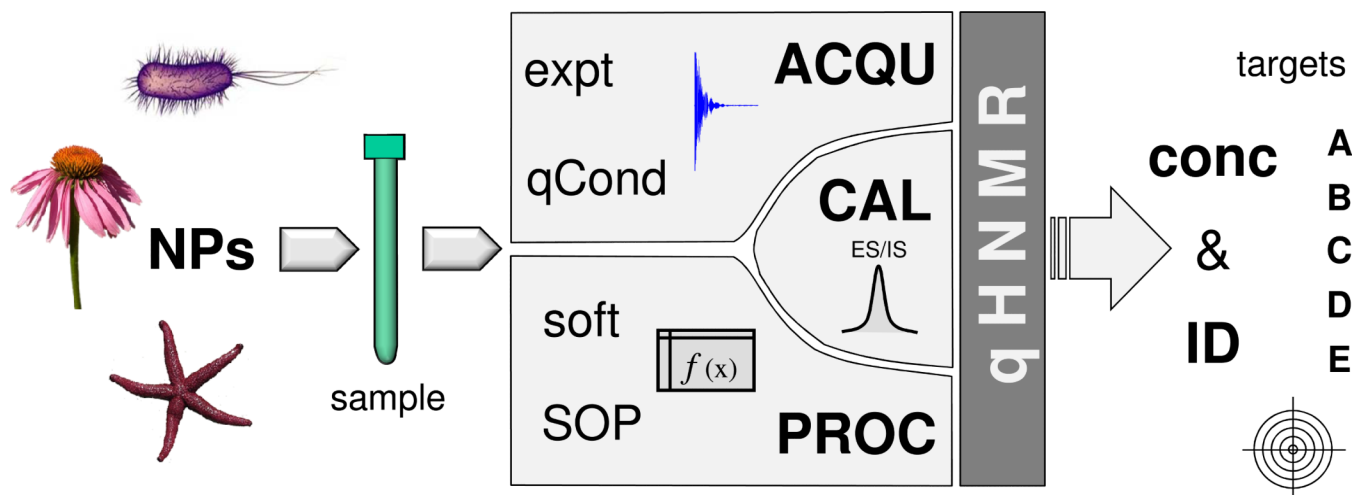 NPs
sample
expt
qCond
ACQU
CAL
ES/IS
soft
SOP
f (x)
PROC
qHNMR
conc
&
ID
targets
A
B
C
D
E